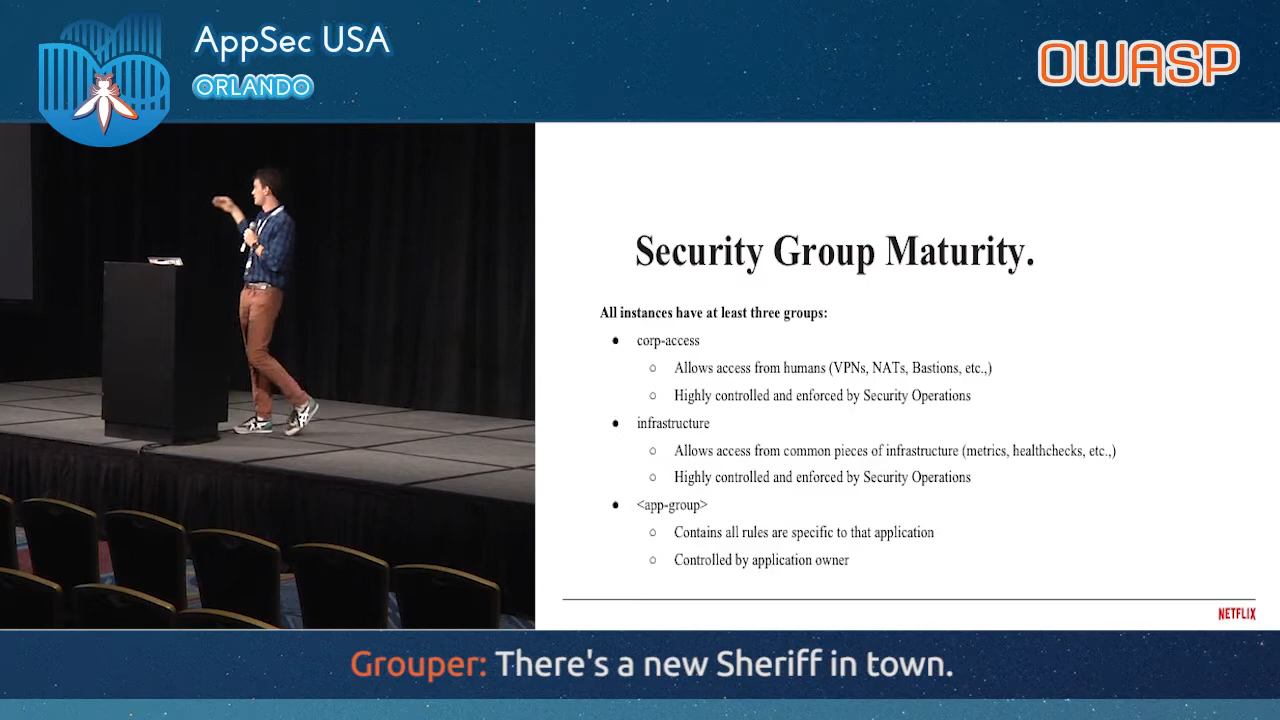 AppSec USA
ORLANDO
OWASP
Security Group Maturity.
All instances have at least three groups:
● corp-access
○ Allows access from humans (VPNs, NATs, Bastions, etc.,)
○ Highly controlled and enforced by Security Operations
● infrastructure
○ Allows access from common pieces of infrastructure (metrics, healthchecks, etc.,)
○ Highly controlled and enforced by Security Operations
● <app-group>
○ Contains all rules are specific to that application
○ Controlled by application owner
NETFLIX
Grouper: There's a new Sheriff in town.